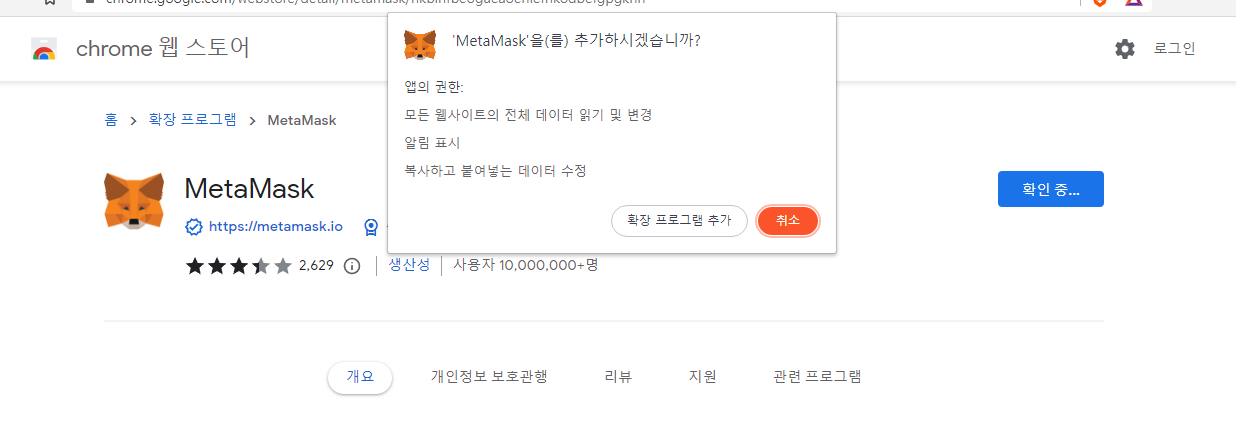 chrome 웹 스토어
로그인
'MetaMask'을(를) 추가하시겠습니까?
앱의 권한:
모든 웹사이트의 전체 데이터 읽기 및 변경
알림 표시
복사하고 붙여넣는 데이터 수정
확장 프로그램 추가
취소
홈 > 확장 프로그램 > MetaMask
MetaMask
확인 중...
https://metamask.io
2,629
생산성
사용자 10,000,000+명
개요
개인정보 보호관행
리뷰
지원
관련 프로그램